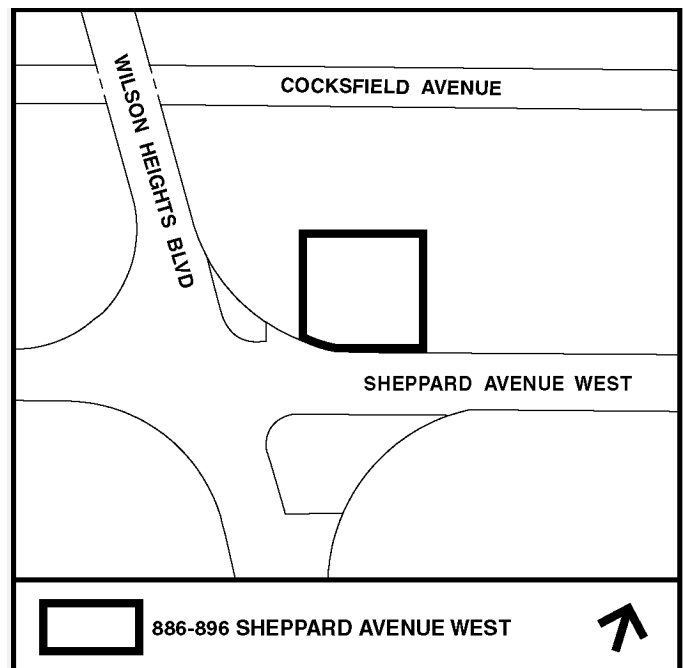 COCKSFIELD AVENUE
WILSON HEIGHTS BLVD
SHEPPARD AVENUE WEST
886-896 SHEPPARD AVENUE WEST